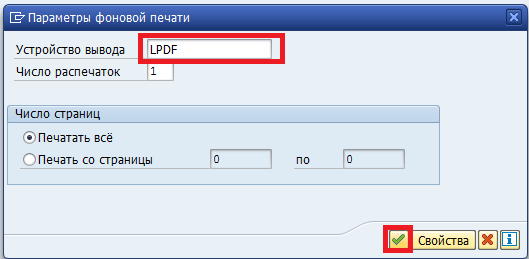 Параметры фоновой печати
Устройство вывода LPDF
Число распечаток 1
Число страниц
Печатать всё
Печать со страницы 0 по 0
Свойства